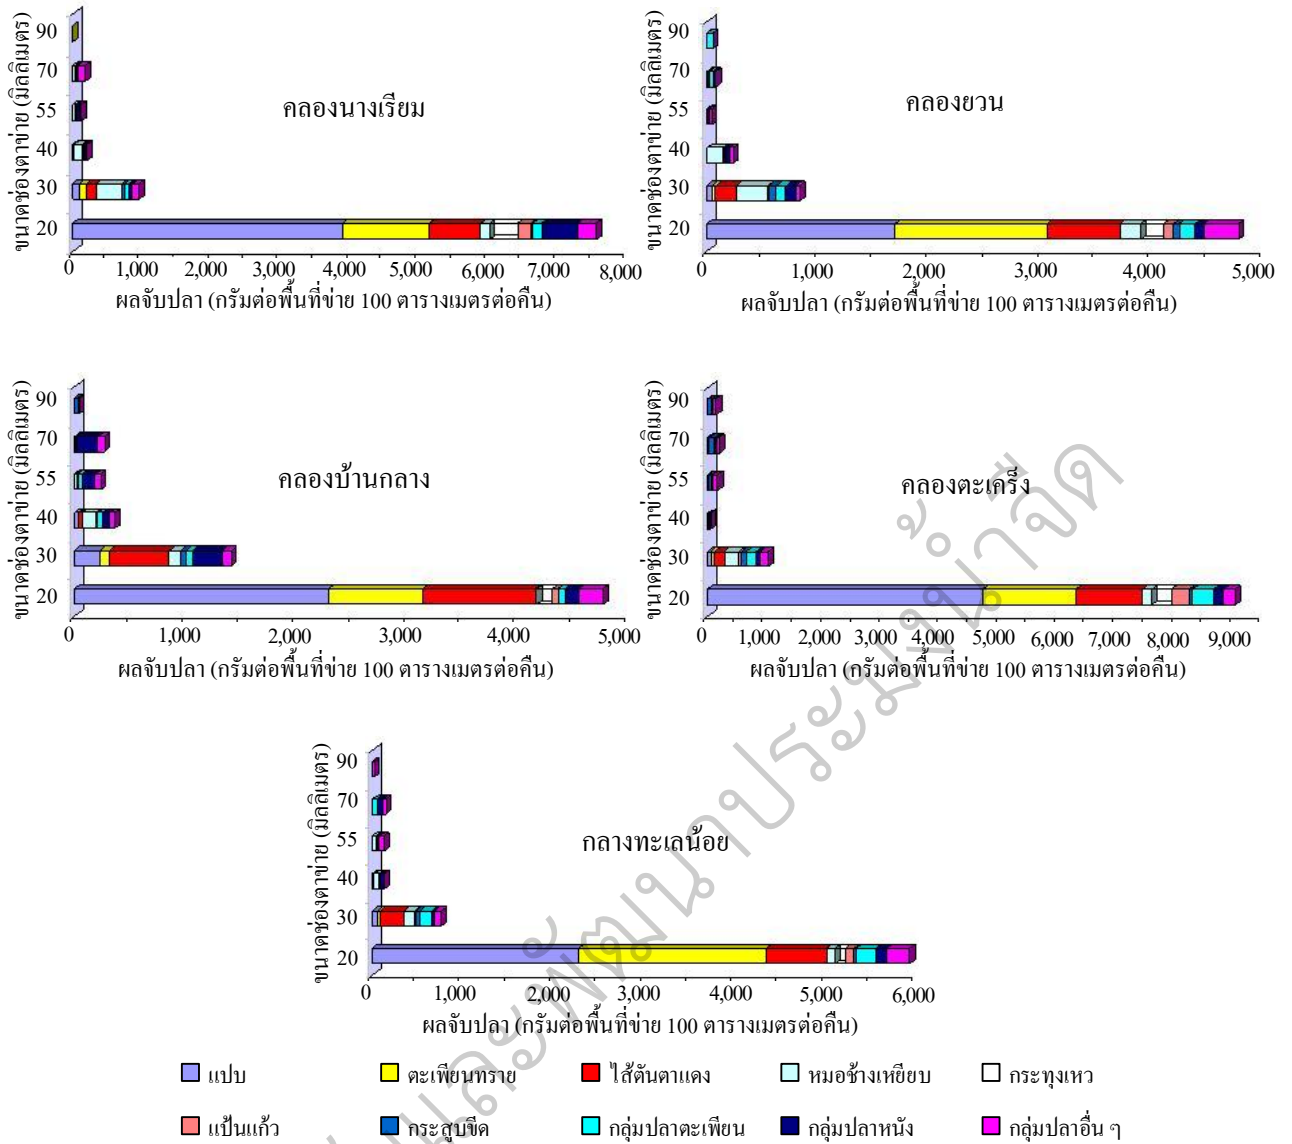 คลองนางเรียม
ขนาดช่องตาข่าย (มิลลิเมตร)
90
70
55
40
30
20
0 1,000 2,000 3,000 4,000 5,000 6,000 7,000 8,000
ผลจับปลา (กรัมต่อพื้นที่ข่าย 100 ตารางเมตรต่อคืน)
คลองยวน
ขนาดช่องตาข่าย (มิลลิเมตร)
90
70
55
40
30
20
0 1,000 2,000 3,000 4,000 5,000
ผลจับปลา (กรัมต่อพื้นที่ข่าย 100 ตารางเมตรต่อคืน)
คลองบ้านกลาง
ขนาดช่องตาข่าย (มิลลิเมตร)
90
70
55
40
30
20
0 1,000 2,000 3,000 4,000 5,000
ผลจับปลา (กรัมต่อพื้นที่ข่าย 100 ตารางเมตรต่อคืน)
คลองตะเคร็ง
ขนาดช่องตาข่าย (มิลลิเมตร)
90
70
55
40
30
20
0 1,000 2,000 3,000 4,000 5,000 6,000 7,000 8,000 9,000
ผลจับปลา (กรัมต่อพื้นที่ข่าย 100 ตารางเมตรต่อคืน)
กลางทะเลน้อย
ขนาดช่องตาข่าย (มิลลิเมตร)
90
70
55
40
30
20
0 1,000 2,000 3,000 4,000 5,000 6,000
ผลจับปลา (กรัมต่อพื้นที่ข่าย 100 ตารางเมตรต่อคืน)
แปบ ตะเพียนทราย ไส้ตันตาแดง หมอช้างเหยียบ กระทุงเหว
แป้นแก้ว กระสูบขีด กลุ่มปลาตะเพียน กลุ่มปลาหนัง กลุ่มปลาอื่น ๆ
และพัฒนาประมงน้ำจืด